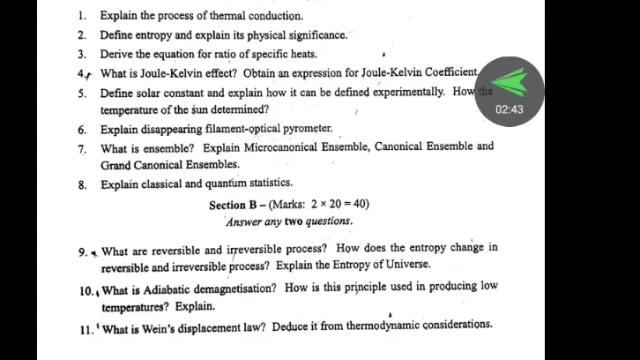 1. Explain the process of thermal conduction.
2. Define entropy and explain its physical significance.
3. Derive the equation for ratio of specific heats.
4. What is Joule-Kelvin effect? Obtain an expression for Joule-Kelvin Coefficient.
5. Define solar constant and explain how it can be defined experimentally. How the
temperature of the sun determined?
02:43
6. Explain disappearing filament-optical pyrometer.
7. What is ensemble? Explain Microcanonical Ensemble, Canonical Ensemble and
Grand Canonical Ensembles.
8. Explain classical and quantum statistics.
Section B – (Marks: 2 × 20 = 40)
Answer any two questions.
9. What are reversible and irreversible process? How does the entropy change in
reversible and irreversible process? Explain the Entropy of Universe.
10. What is Adiabatic demagnetisation? How is this principle used in producing low
temperatures? Explain.
11. What is Wein's displacement law? Deduce it from thermodynamic considerations.